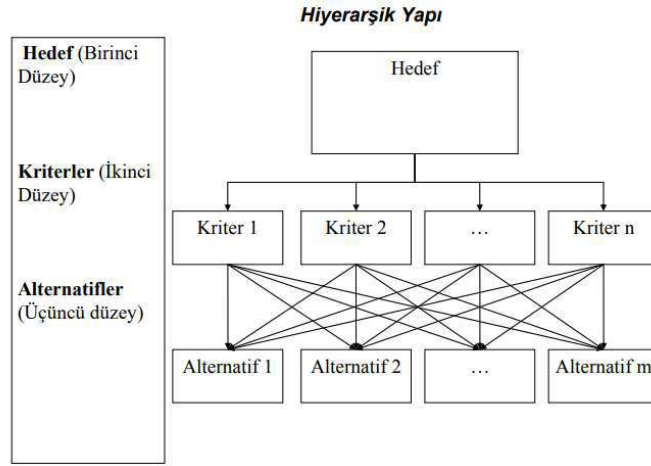 Hiyerarşik Yapı
Hedef (Birinci
Düzey)
Kriterler (İkinci
Düzey)
Alternatifler
(Üçüncü düzey)
Hedef
Kriter 1
Kriter 2
…
Kriter n
Alternatif 1
Alternatif 2
…
Alternatif m